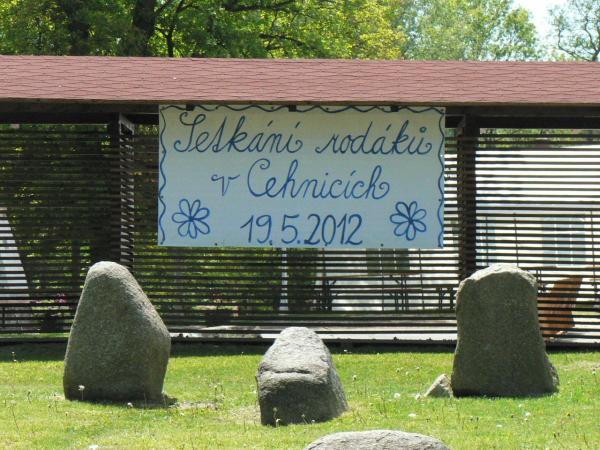 Setkání rodáků
v Cehnicích
19.5.2012